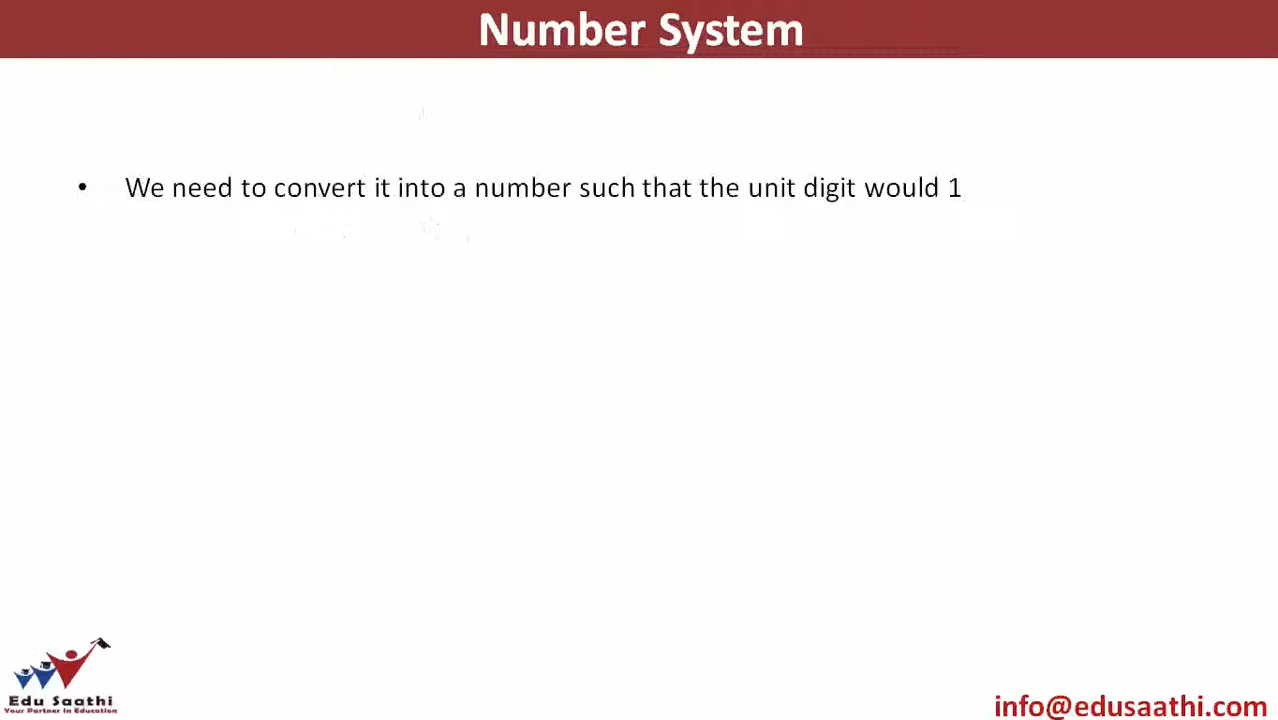 Number System
• We need to convert it into a number such that the unit digit would 1
Edu Saathi
Your Partner in Education
info@edusaathi.com